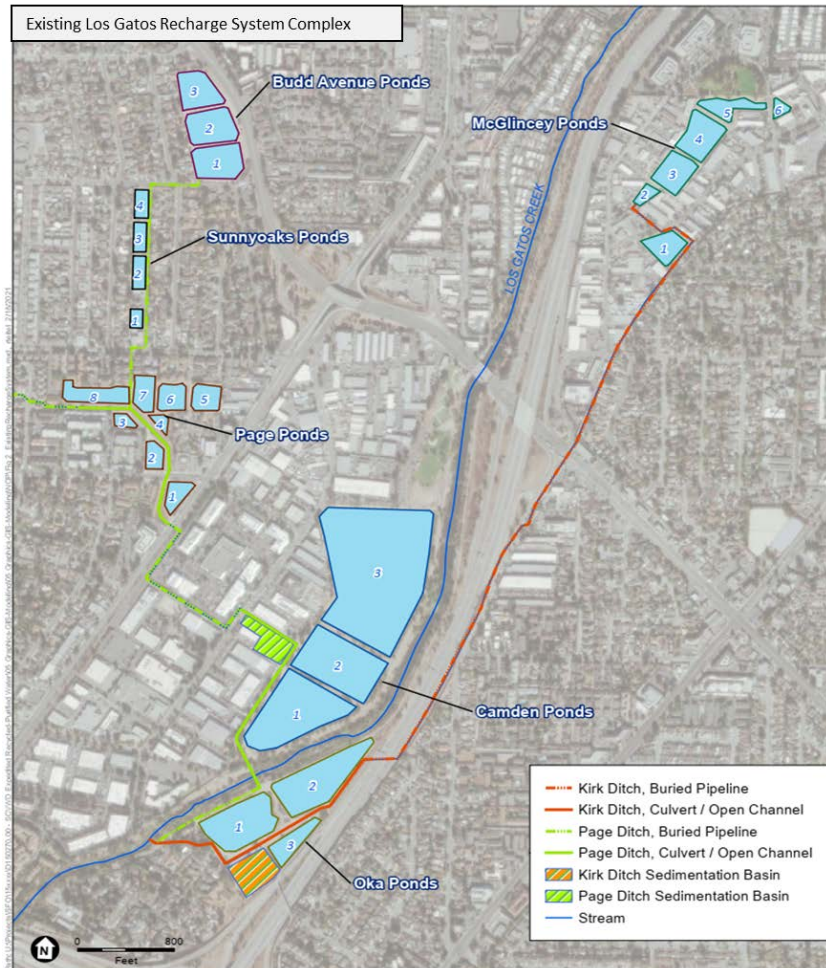 Existing Los Gatos Recharge System Complex
Budd Avenue Ponds
3
2
1
McGlincey Ponds
5
6
4
3
2
1
Sunnyoaks Ponds
4
3
2
1
LOS GATOS CREEK
Page Ponds
8
7
6
5
3
4
2
1
3
2
1
Camden Ponds
2
1
3
Oka Ponds
Kirk Ditch, Buried Pipeline
Kirk Ditch, Culvert / Open Channel
Page Ditch, Buried Pipeline
Page Ditch, Culvert / Open Channel
Kirk Ditch Sedimentation Basin
Page Ditch Sedimentation Basin
Stream
N
0 800
Feet